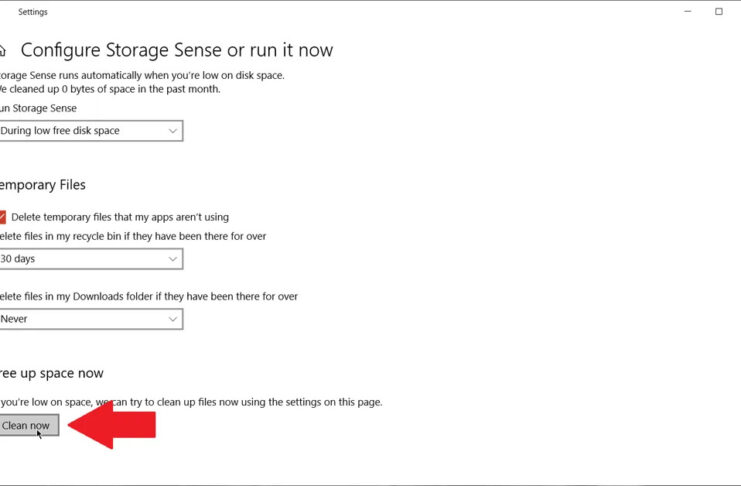 Settings
Configure Storage Sense or run it now
torage Sense runs automatically when you're low on disk space.
e cleaned up 0 bytes of space in the past month.
un Storage Sense
During low free disk space
emporary Files
Delete temporary files that my apps aren't using
elete files in my recycle bin if they have been there for over
30 days
elete files in my Downloads folder if they have been there for over
Never
ree up space now
you're low on space, we can try to clean up files now using the settings on this page.
Clean now